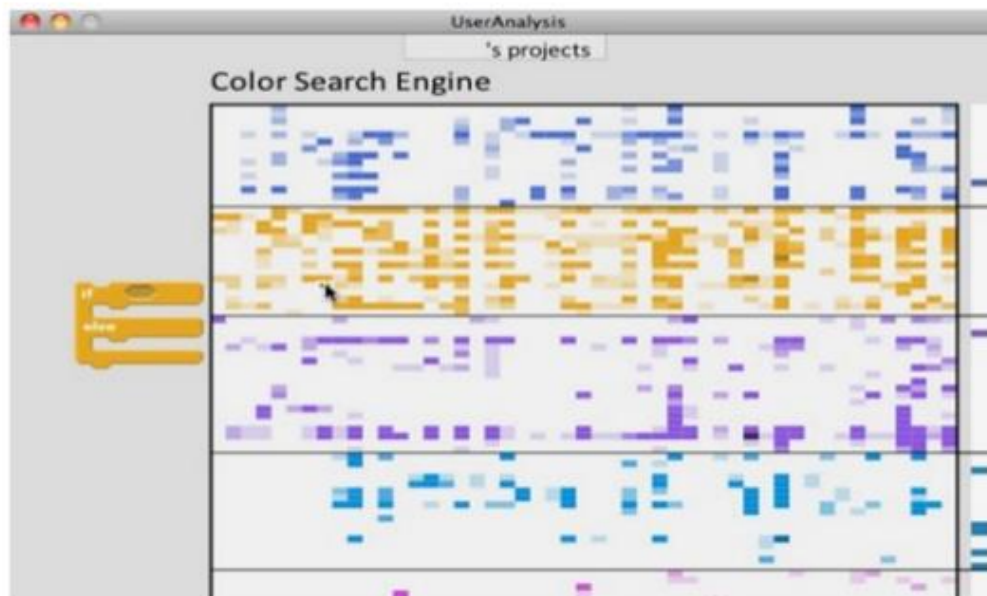 UserAnalysis
's projects
Color Search Engine
if
else